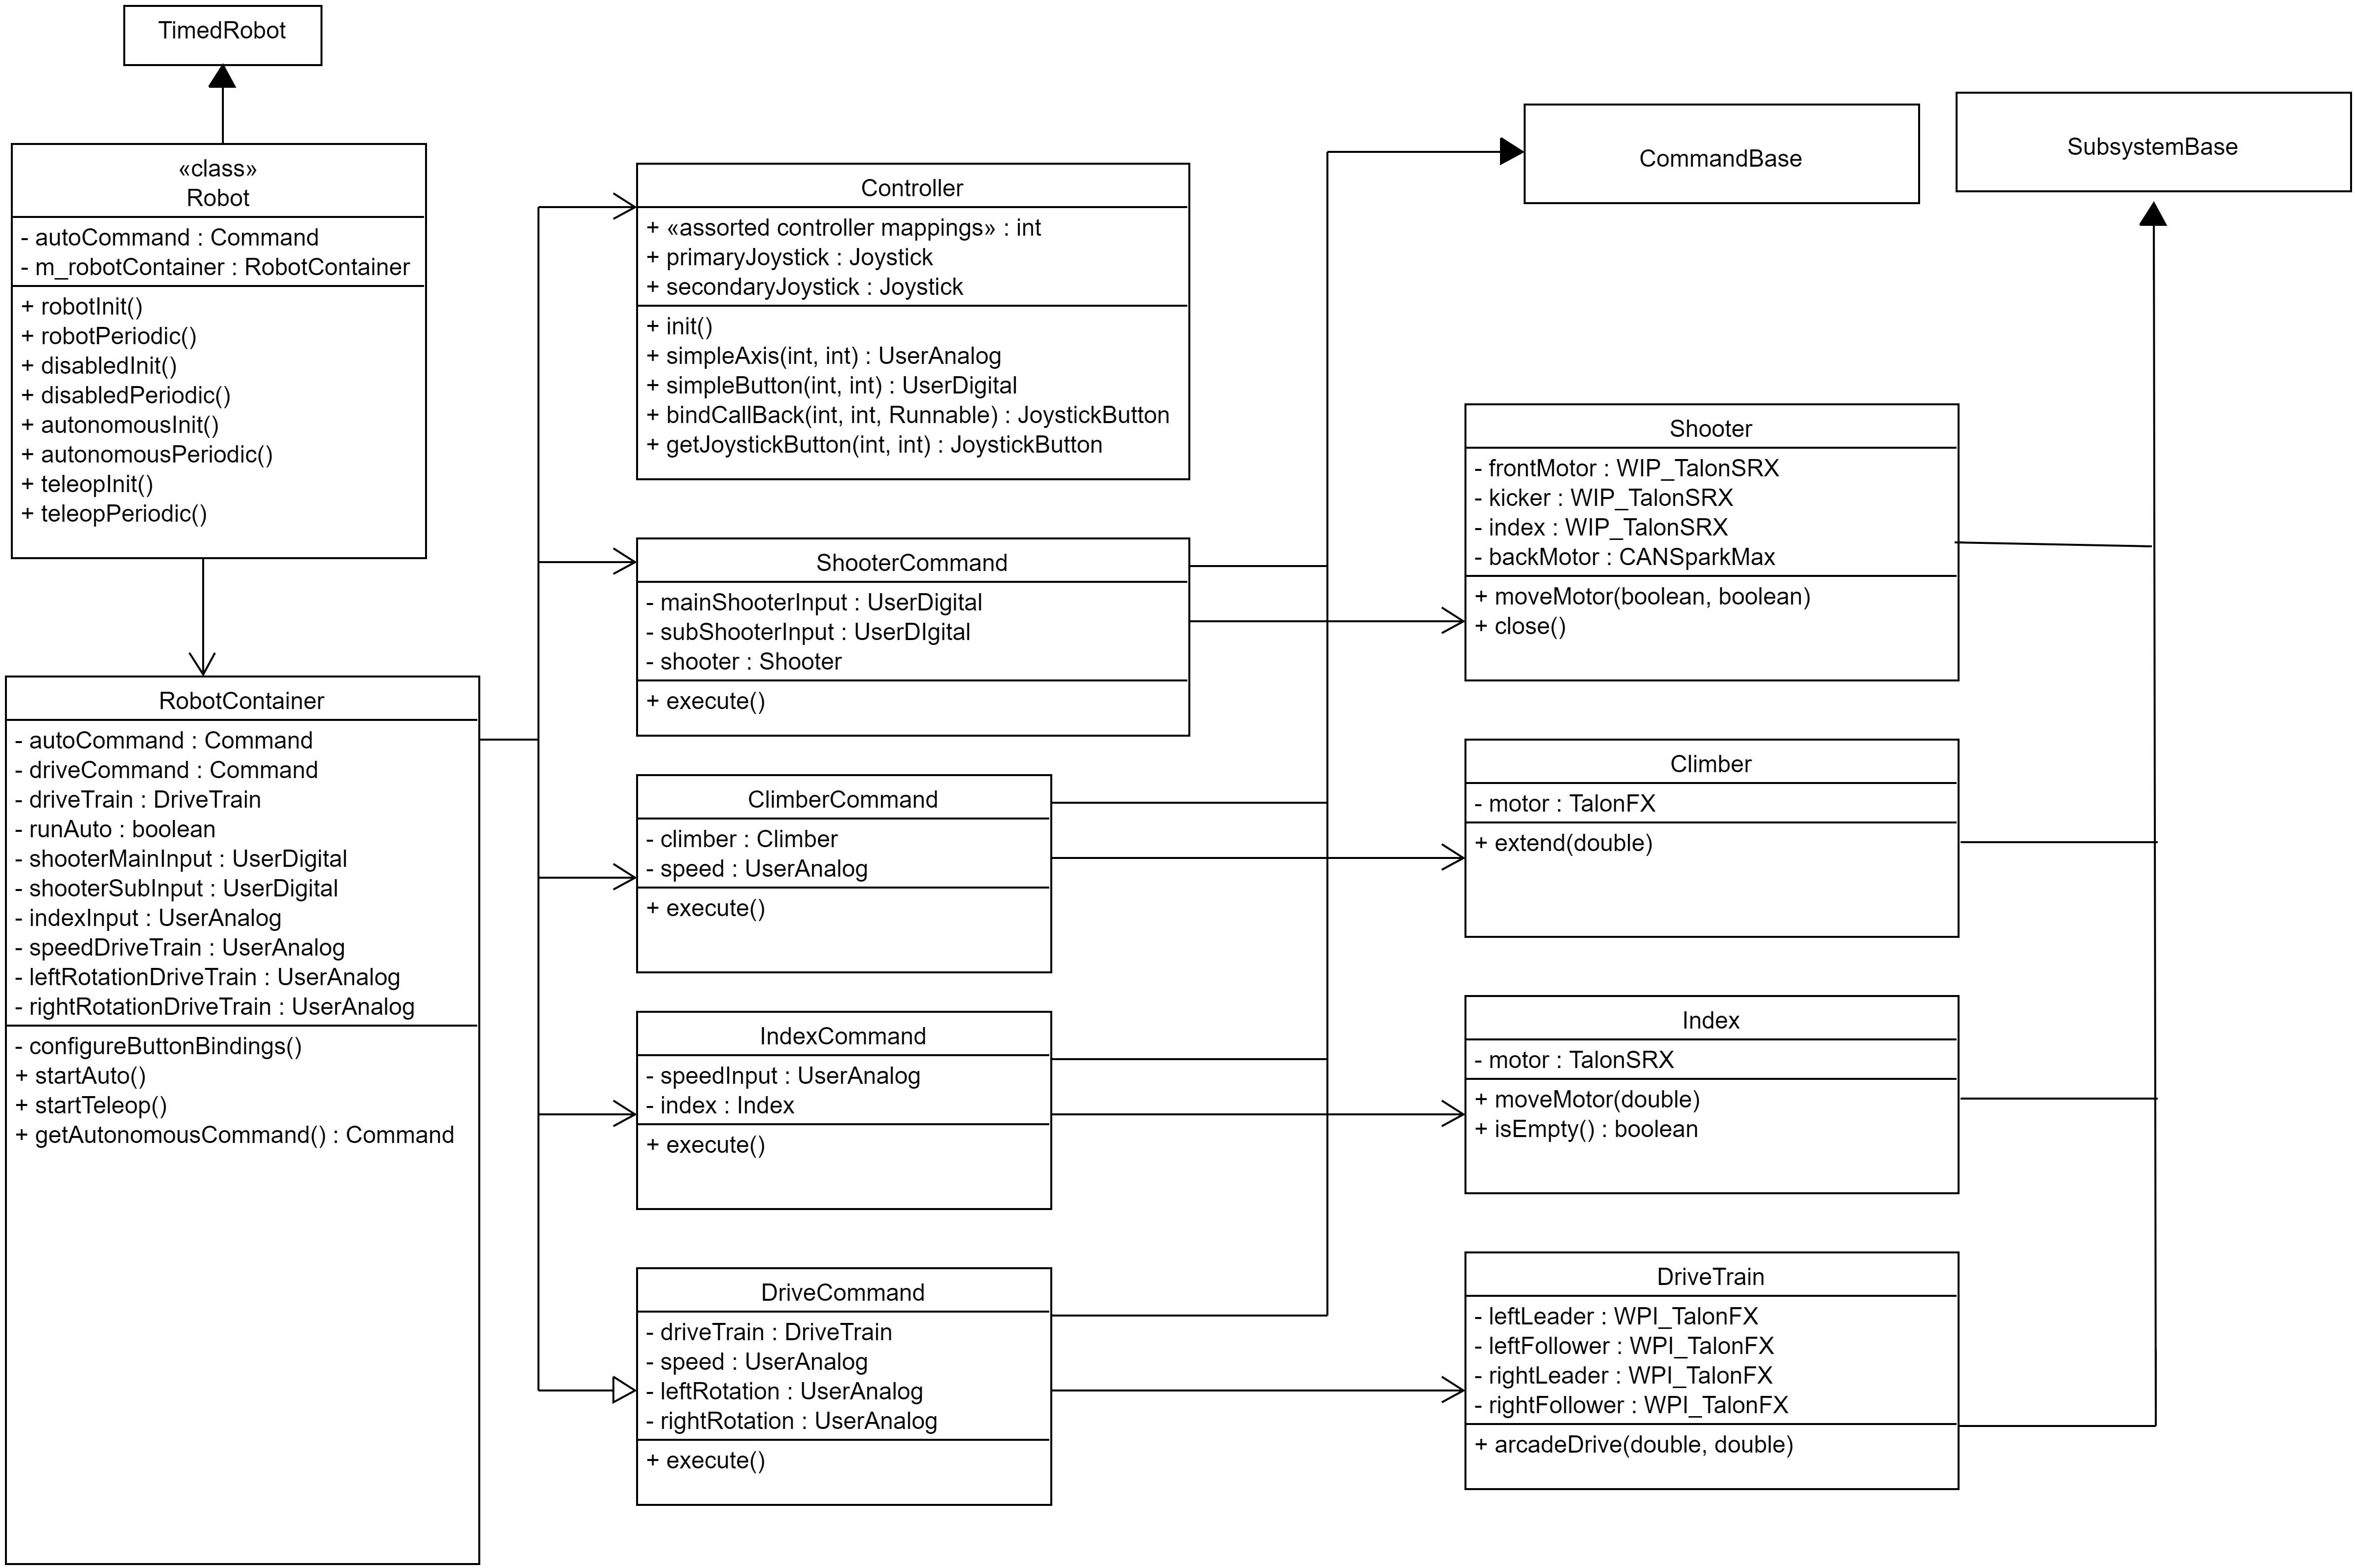 TimedRobot
«class»
Robot
- autoCommand : Command
- m_robotContainer : RobotContainer
+ robotInit()
+ robotPeriodic()
+ disabledInit()
+ disabledPeriodic()
+ autonomousInit()
+ autonomousPeriodic()
+ teleopInit()
+ teleopPeriodic()
RobotContainer
- autoCommand : Command
- driveCommand : Command
- driveTrain : DriveTrain
- runAuto : boolean
- shooterMainInput : UserDigital
- shooterSubInput : UserDigital
- indexInput : UserAnalog
- speedDriveTrain : UserAnalog
- leftRotationDriveTrain : UserAnalog
- rightRotationDriveTrain : UserAnalog
- configureButtonBindings()
+ startAuto()
+ startTeleop()
+ getAutonomousCommand() : Command
Controller
+ «assorted controller mappings» : int
+ primaryJoystick : Joystick
+ secondaryJoystick : Joystick
+ init()
+ simpleAxis(int, int) : UserAnalog
+ simpleButton(int, int) : UserDigital
+ bindCallBack(int, int, Runnable) : JoystickButton
+ getJoystickButton(int, int) : JoystickButton
ShooterCommand
- mainShooterInput : UserDigital
- subShooterInput : UserDIgital
- shooter : Shooter
+ execute()
ClimberCommand
- climber : Climber
- speed : UserAnalog
+ execute()
IndexCommand
- speedInput : UserAnalog
- index : Index
+ execute()
DriveCommand
- driveTrain : DriveTrain
- speed : UserAnalog
- leftRotation : UserAnalog
- rightRotation : UserAnalog
+ execute()
CommandBase
SubsystemBase
Shooter
- frontMotor : WIP_TalonSRX
- kicker : WIP_TalonSRX
- index : WIP_TalonSRX
- backMotor : CANSparkMax
+ moveMotor(boolean, boolean)
+ close()
Climber
- motor : TalonFX
+ extend(double)
Index
- motor : TalonSRX
+ moveMotor(double)
+ isEmpty() : boolean
DriveTrain
- leftLeader : WPI_TalonFX
- leftFollower : WPI_TalonFX
- rightLeader : WPI_TalonFX
- rightFollower : WPI_TalonFX
+ arcadeDrive(double, double)